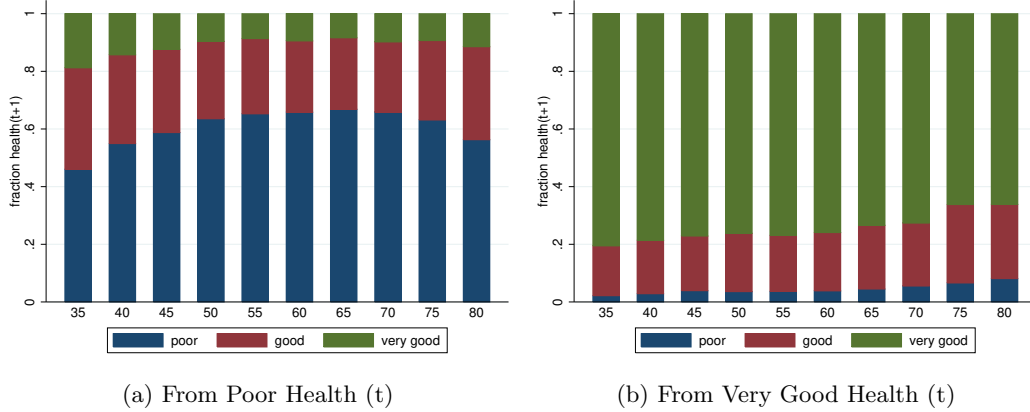 fraction health(t+1)
1
.8
.6
.4
.2
0
35 40 45 50 55 60 65 70 75 80
poor good very good
(a) From Poor Health (t)
fraction health(t+1)
1
.8
.6
.4
.2
0
35 40 45 50 55 60 65 70 75 80
poor good very good
(b) From Very Good Health (t)